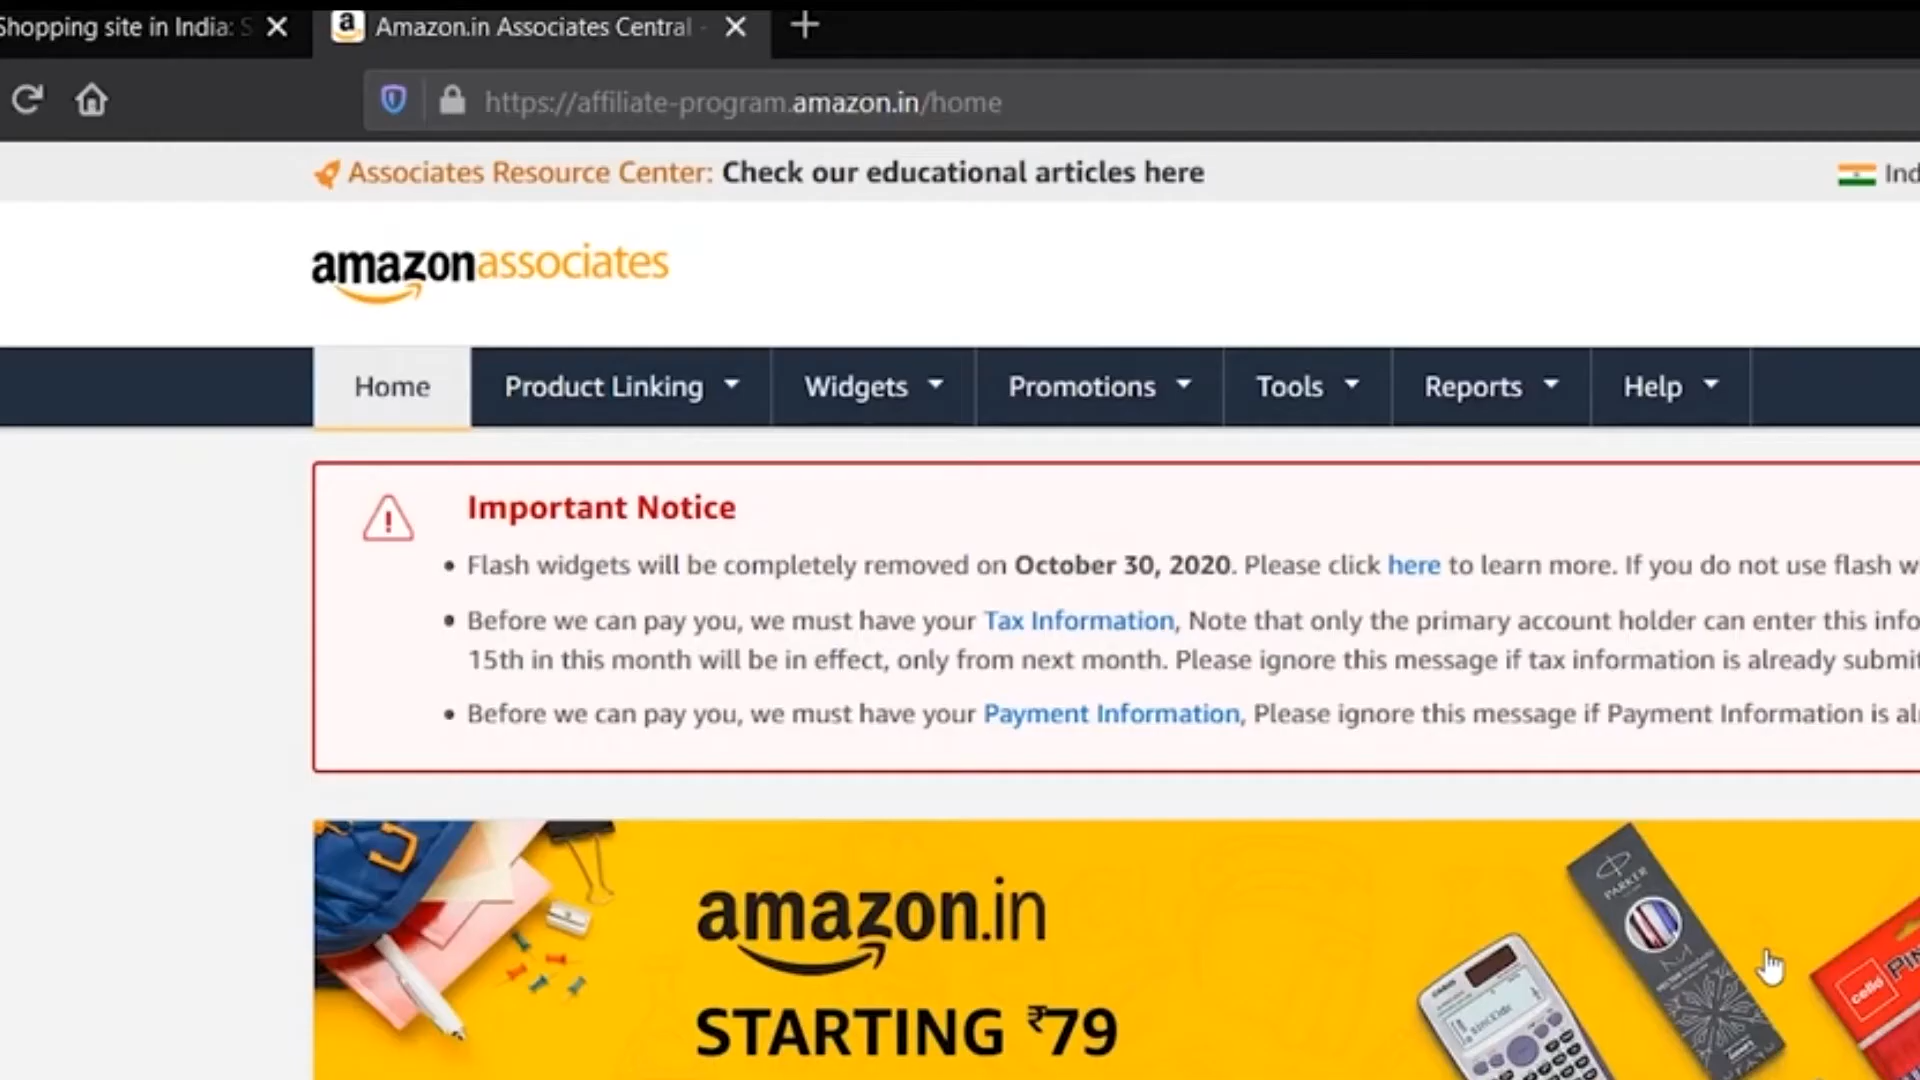 Shopping site in India: S
Amazon.in Associates Central -
https://affiliate-program.amazon.in/home
Associates Resource Center: Check our educational articles here
Ind
amazonassociates
Home
Product Linking
Widgets
Promotions
Tools
Reports
Help
Important Notice
• Flash widgets will be completely removed on October 30, 2020. Please click here to learn more. If you do not use flash w
• Before we can pay you, we must have your Tax Information, Note that only the primary account holder can enter this info
15th in this month will be in effect, only from next month. Please ignore this message if tax information is already submit
• Before we can pay you, we must have your Payment Information, Please ignore this message if Payment Information is al
amazon.in
STARTING ₹79
PARKER
CASIO
cello
PIN